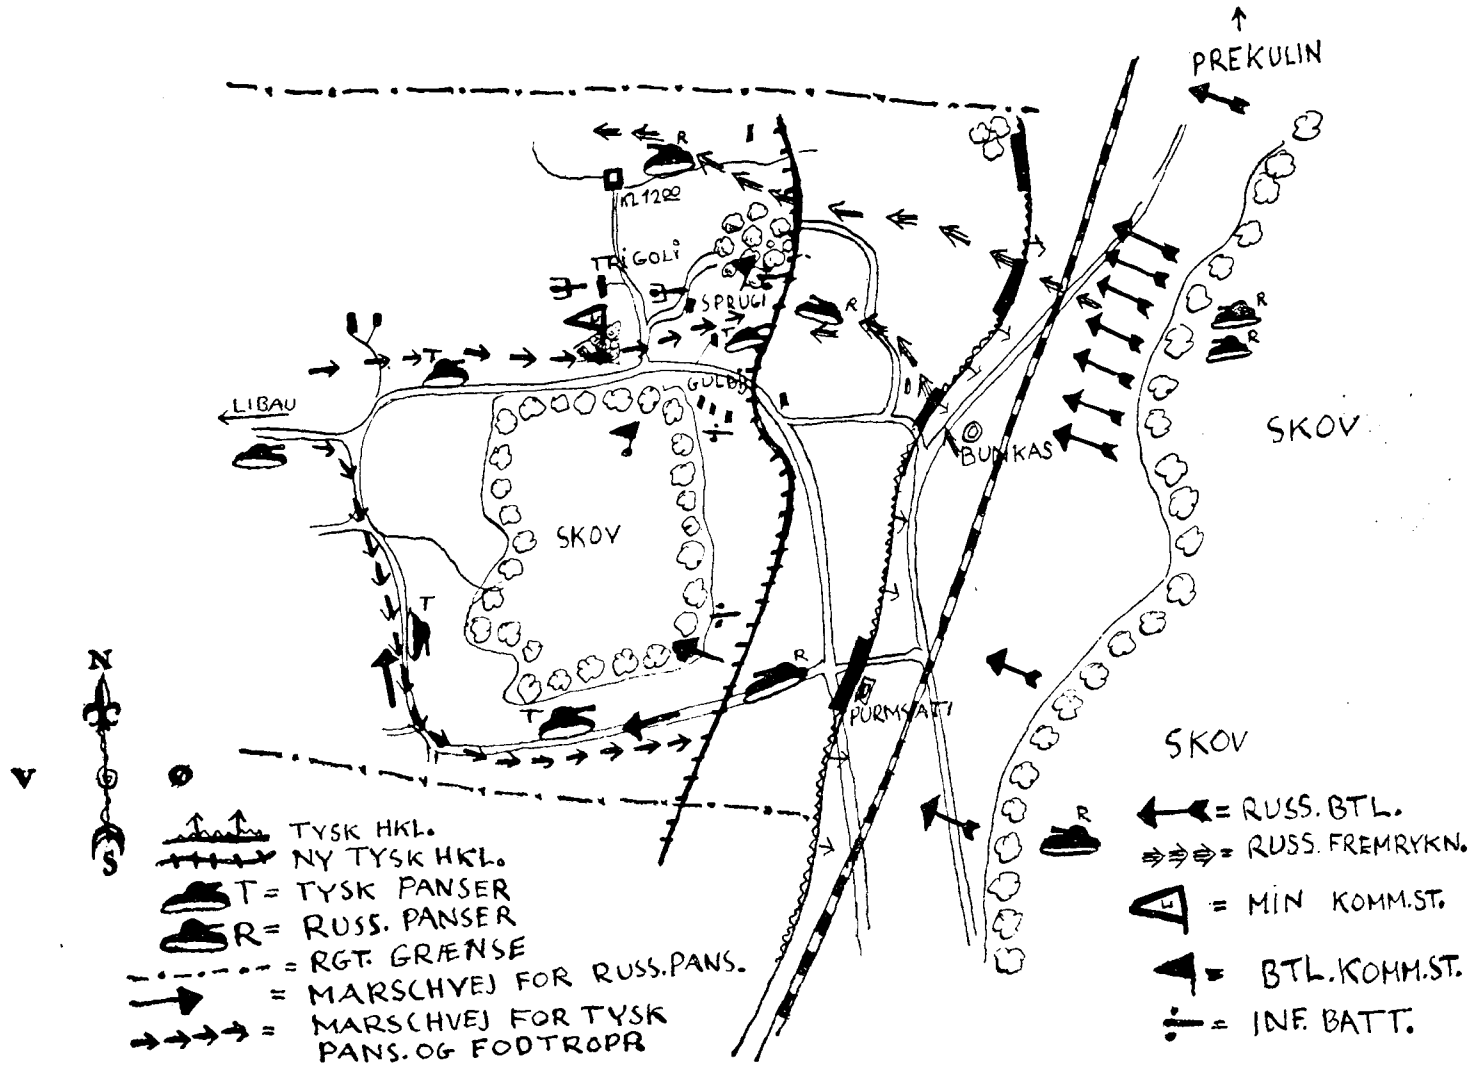 PREKULIN
R
KL 1200
TRIGOLI
SPRUGI
R
R
R
T
T
GULDI
LIBAU
SKOV
BUNKAS
SKOV
T
R
T
PURMSATI
SKOV
N
V Ø
S
R
TYSK HKL.
NY TYSK HKL.
T = TYSK PANSER
R = RUSS. PANSER
= RGT. GRÆNSE
= MARSCHVEJ FOR RUSS. PANS.
= MARSCHVEJ FOR TYSK
PANS. OG FODTROPR
= RUSS. BTL.
= RUSS. FREMRYKN.
= MIN KOMM.ST.
= BTL. KOMM.ST.
= INF. BATT.